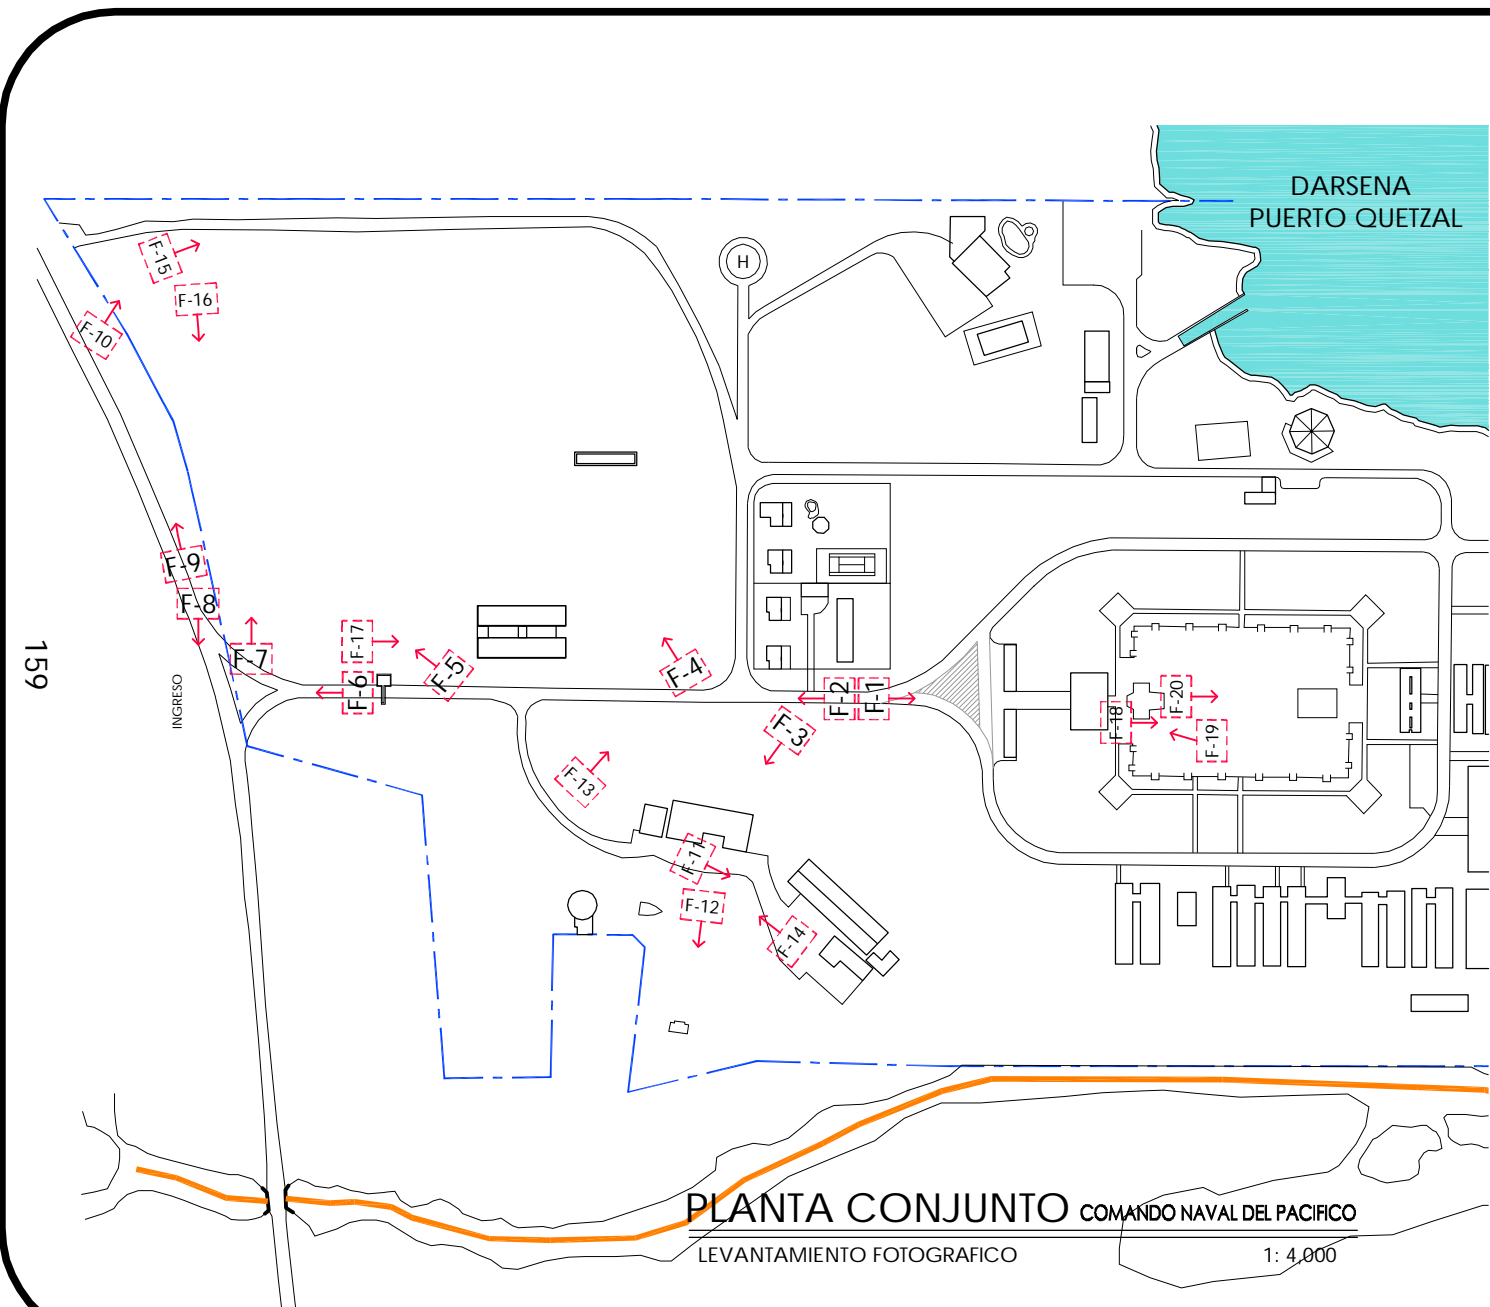 DARSENA
PUERTO QUETZAL
F-15
F-16
H
F-10
F-9
F-8
F-7
F-17
F-6
F-5
F-4
F-2
F-1
F-3
F-20
F-18
F-19
159
INGRESO
F-13
F-11
F-12
F-14
PLANTA CONJUNTO COMANDO NAVAL DEL PACIFICO
LEVANTAMIENTO FOTOGRAFICO 1: 4,000